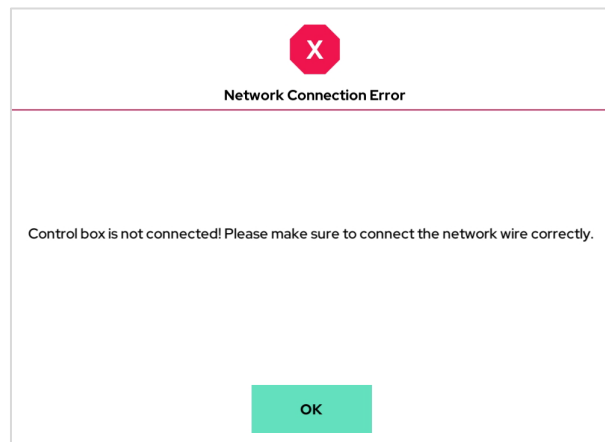 X
Network Connection Error
Control box is not connected! Please make sure to connect the network wire correctly.
OK